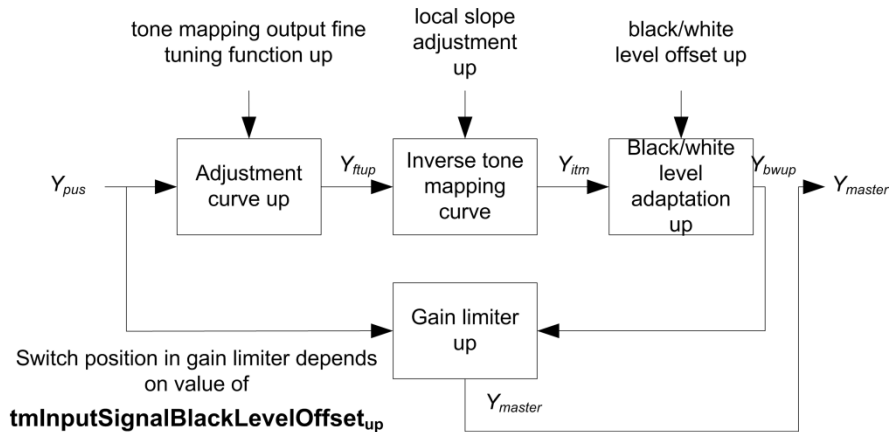 tone mapping output fine
tuning function up
local slope
adjustment
up
black/white
level offset up
Y_pus
Adjustment
curve up
Y_ftup
Inverse tone
mapping
curve
Y_itm
Black/white
level
adaptation
up
Y_bwup
Y_master
Gain limiter
up
Switch position in gain limiter depends
on value of
tmInputSignalBlackLevelOffset_up
Y_master